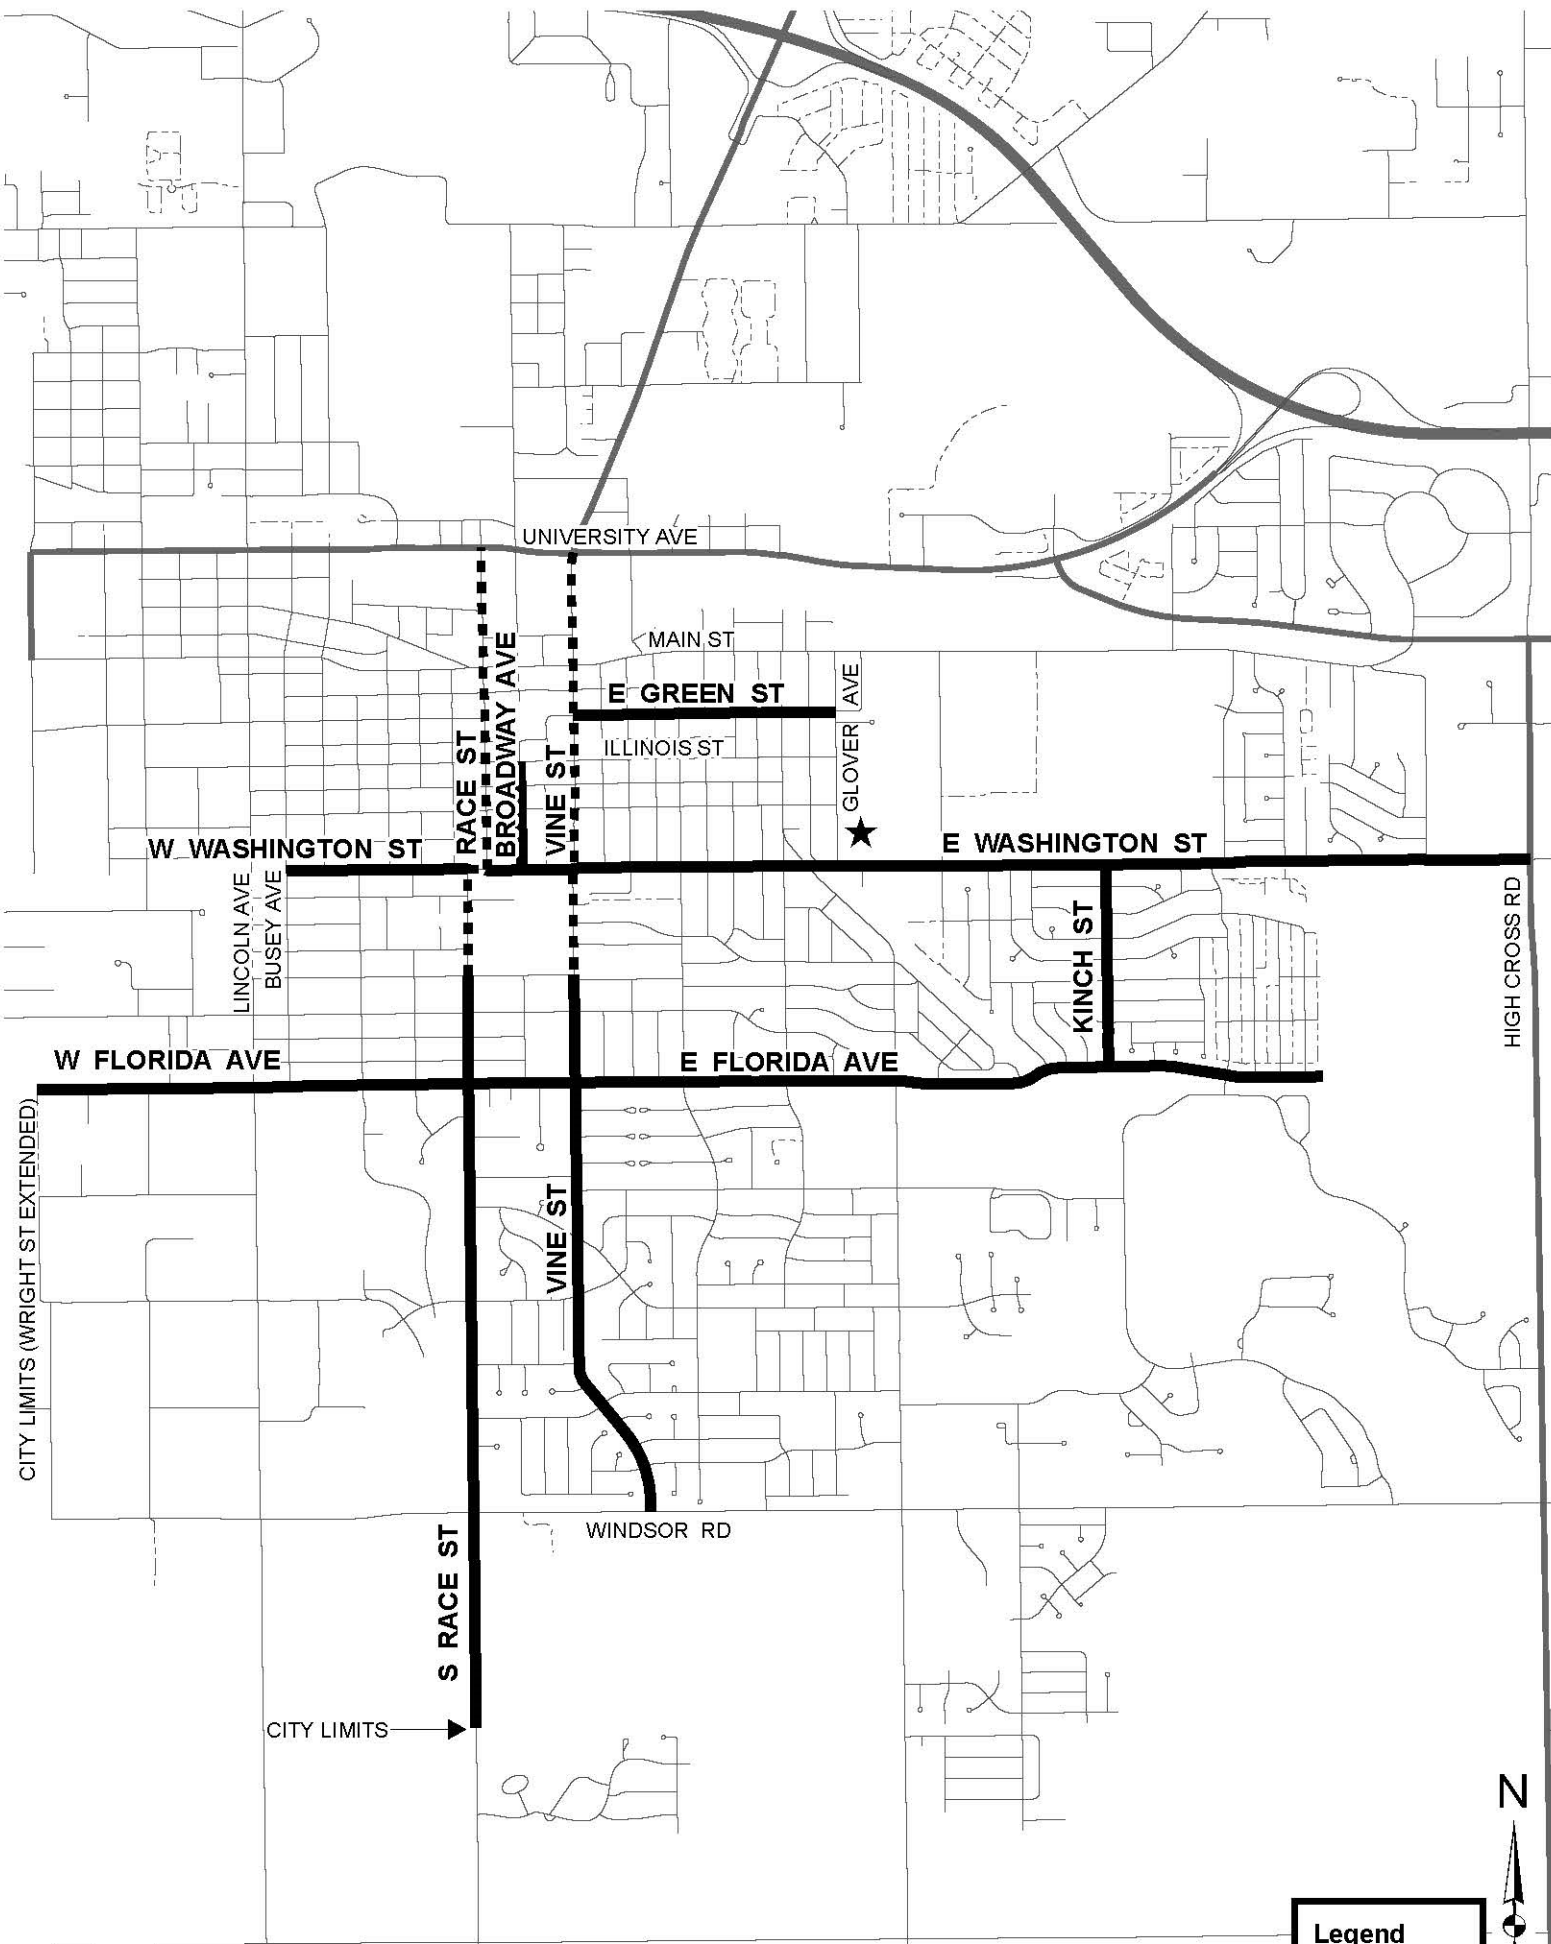 UNIVERSITY AVE
MAIN ST
E GREEN ST
ILLINOIS ST
GLOVER AVE
RACE ST
BROADWAY AVE
VINE ST
W WASHINGTON ST
E WASHINGTON ST
LINCOLN AVE
BUSEY AVE
KINCH ST
HIGH CROSS RD
W FLORIDA AVE
E FLORIDA AVE
CITY LIMITS (WRIGHT ST EXTENDED)
VINE ST
WINDSOR RD
S RACE ST
CITY LIMITS
N
Legend